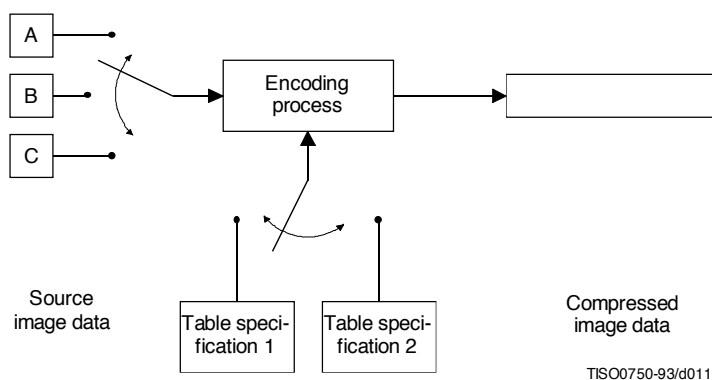 A
B
C
Encoding
process
Source
image data
Table speci-
fication 1
Table speci-
fication 2
Compressed
image data
TISO0750-93/d011